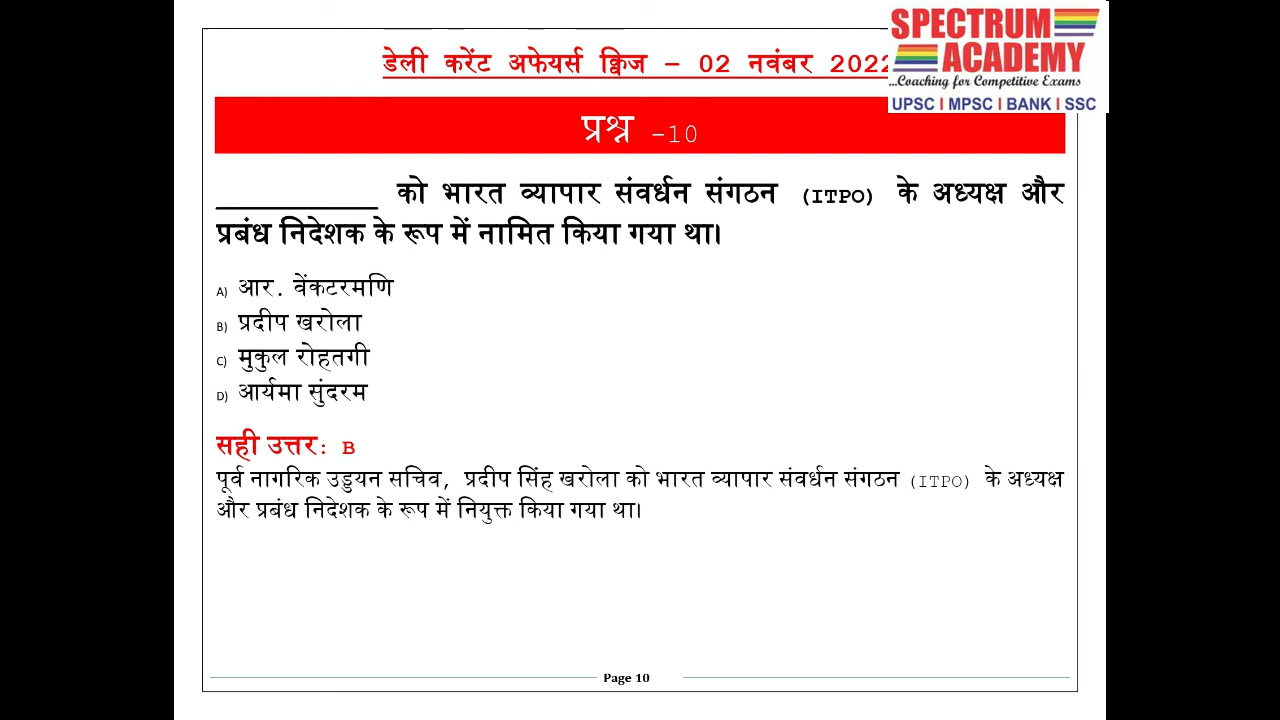 SPECTRUM
ACADEMY
...Coaching for Competitive Exams
UPSC | MPSC | BANK | SSC
डेली करेंट अफेयर्स क्विज – 02 नवंबर 2022
प्रश्न -10
__________ को भारत व्यापार संवर्धन संगठन (ITPO) के अध्यक्ष और
प्रबंध निदेशक के रूप में नामित किया गया था।
A) आर. वेंकटरमणि
B) प्रदीप खरोला
C) मुकुल रोहतगी
D) आर्यमा सुंदरम
सही उत्तर: B
पूर्व नागरिक उड्डयन सचिव, प्रदीप सिंह खरोला को भारत व्यापार संवर्धन संगठन (ITPO) के अध्यक्ष
और प्रबंध निदेशक के रूप में नियुक्त किया गया था।
Page 10